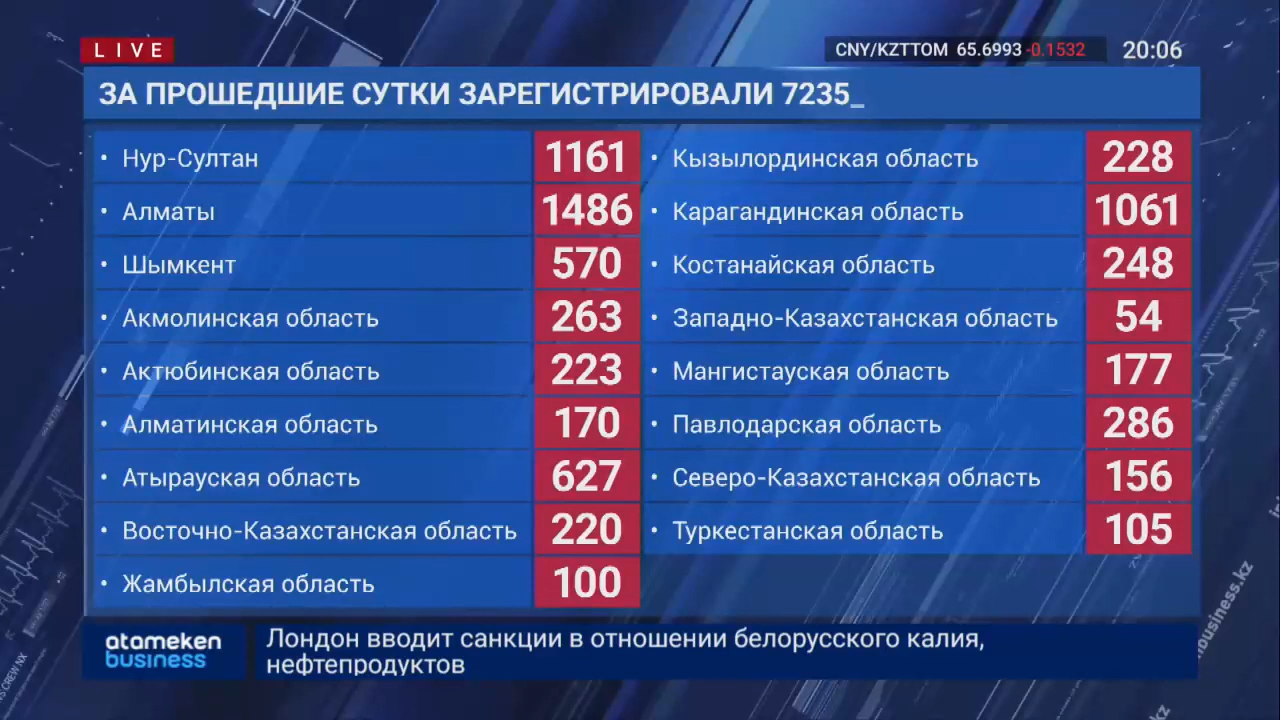 LIVE
CNY/KZTTOM 65.6993 -0.1532
20:06
ЗА ПРОШЕДШИЕ СУТКИ ЗАРЕГИСТРИРОВАЛИ 7235_
• Нур-Султан 1161
• Алматы 1486
• Шымкент 570
• Акмолинская область 263
• Актюбинская область 223
• Алматинская область 170
• Атырауская область 627
• Восточно-Казахстанская область 220
• Жамбылская область 100
• Кызылординская область 228
• Карагандинская область 1061
• Костанайская область 248
• Западно-Казахстанская область 54
• Мангистауская область 177
• Павлодарская область 286
• Северо-Казахстанская область 156
• Туркестанская область 105
atameken
business
Лондон вводит санкции в отношении белорусского калия,
нефтепродуктов
business.kz